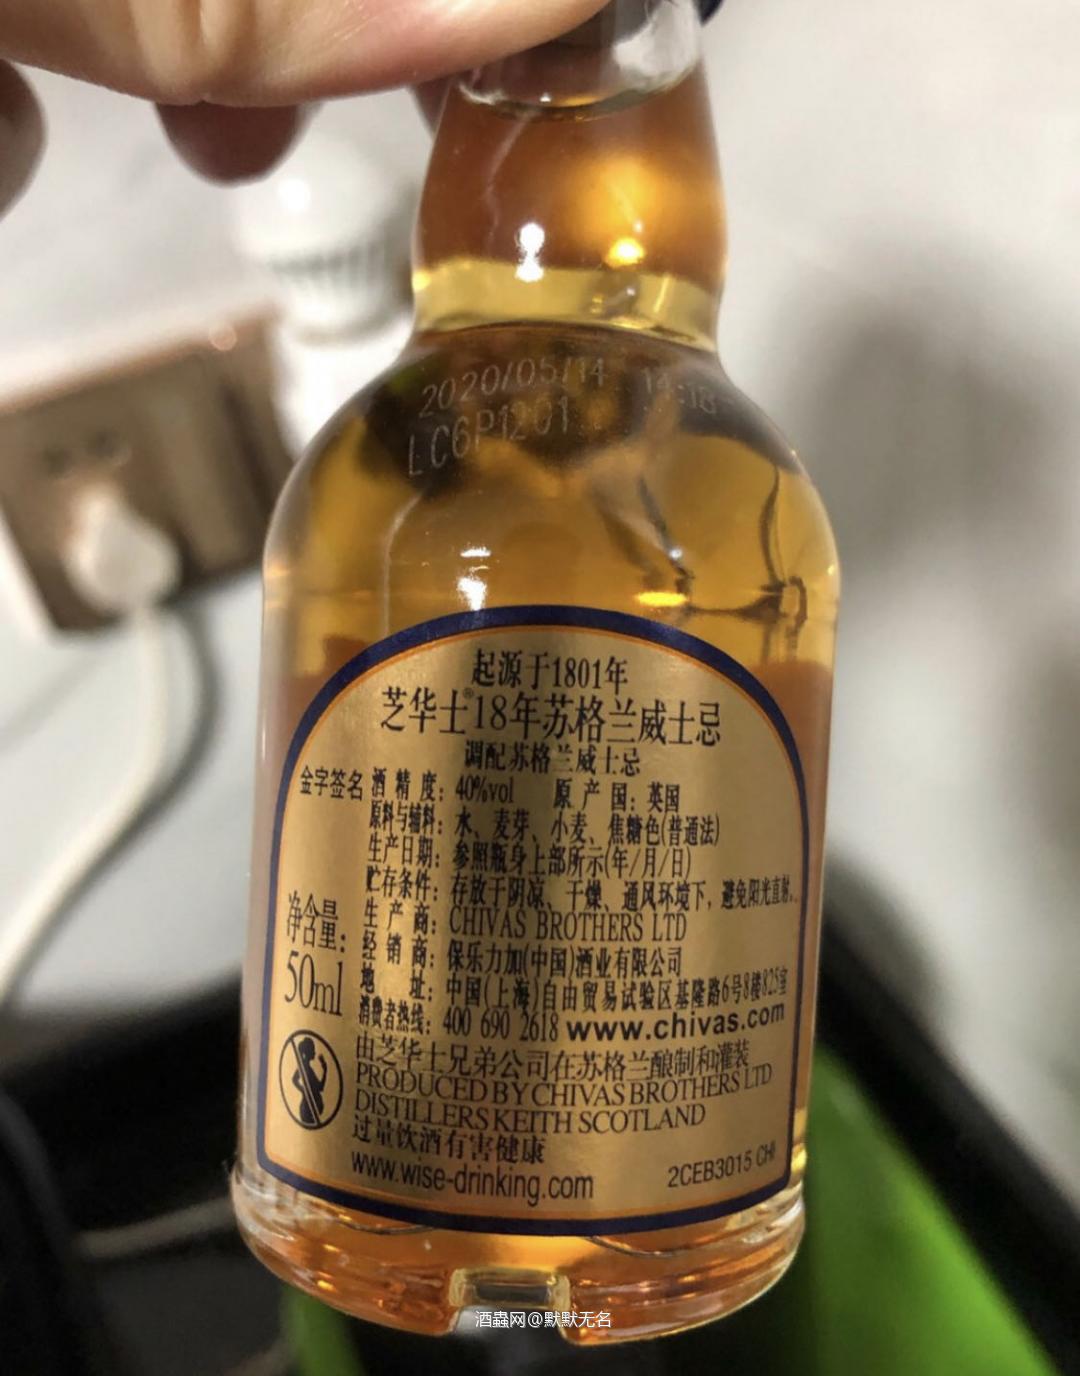 2020/05/14 14:18
LC6P1201
起源于1801年
芝华士®18年苏格兰威士忌
调配苏格兰威士忌
金字签名
酒精度：40%vol 原产国：英国
原料与辅料：水、麦芽、小麦、焦糖色(普通法)
生产日期：参照瓶身上部所示(年/月/日)
贮存条件：存放于阴凉、干燥、通风环境下，避免阳光直射。
生产商：CHIVAS BROTHERS LTD
经销商：保乐力加(中国)酒业有限公司
地址：中国(上海)自由贸易试验区基隆路6号8楼825室
消费者热线：400 690 2618 www.chivas.com
净含量：
50ml
由芝华士兄弟公司在苏格兰酿制和灌装
PRODUCED BY CHIVAS BROTHERS LTD
DISTILLERS KEITH SCOTLAND
过量饮酒有害健康
www.wise-drinking.com
2CEB3015 CHI
酒蟲网@默默无名